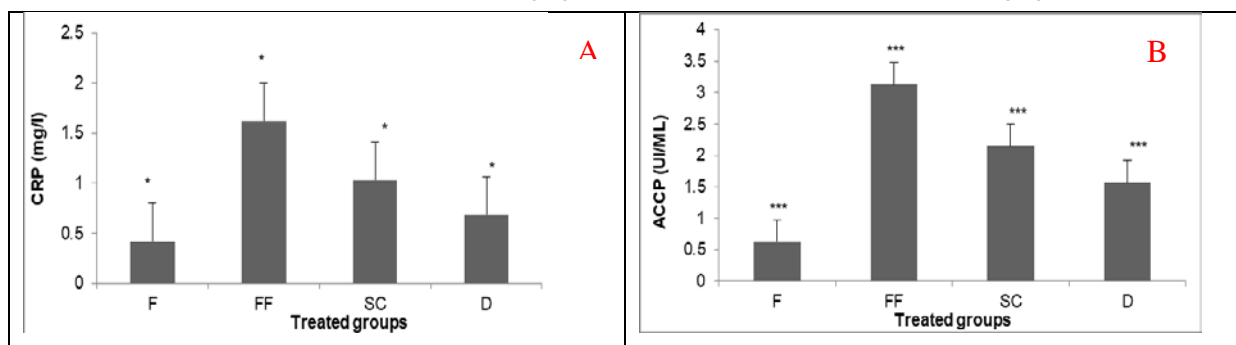 A
2.5
2
1.5
1
0.5
0
CRP (mg/l)
*
*
*
*
F FF SC D
Treated groups
B
4
3.5
3
2.5
2
1.5
1
0.5
0
ACCP (UI/ML)
***
***
***
***
F FF SC D
Treated groups